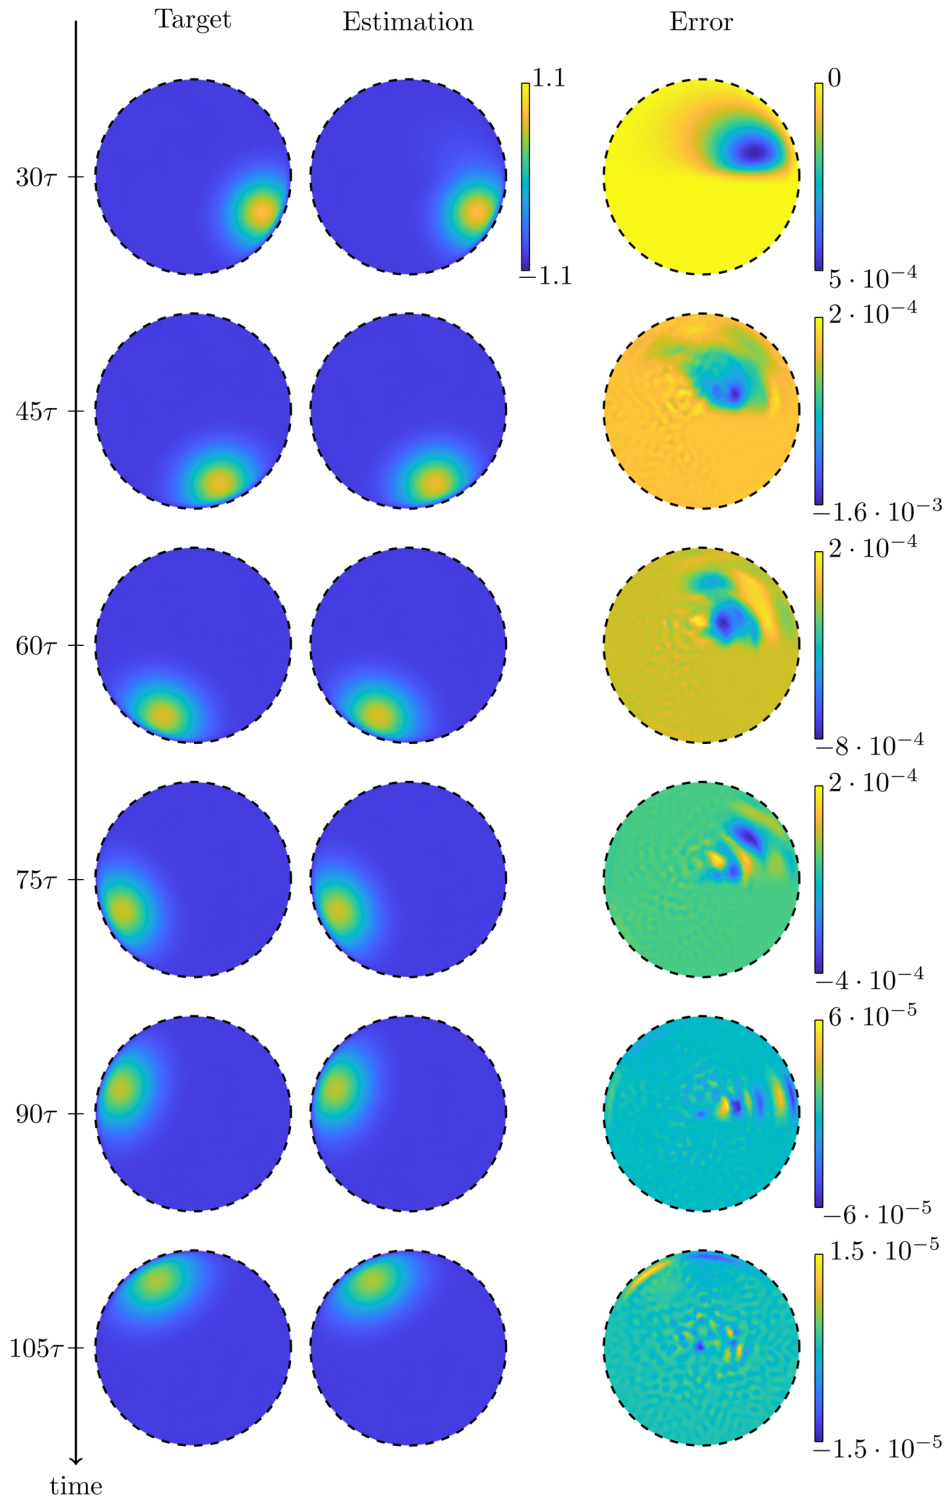 Target Estimation Error
1.1
0
30τ
−1.1
5 · 10⁻⁴
2 · 10⁻⁴
45τ
−1.6 · 10⁻³
2 · 10⁻⁴
60τ
−8 · 10⁻⁴
2 · 10⁻⁴
75τ
−4 · 10⁻⁴
6 · 10⁻⁵
90τ
−6 · 10⁻⁵
1.5 · 10⁻⁵
105τ
−1.5 · 10⁻⁵
time